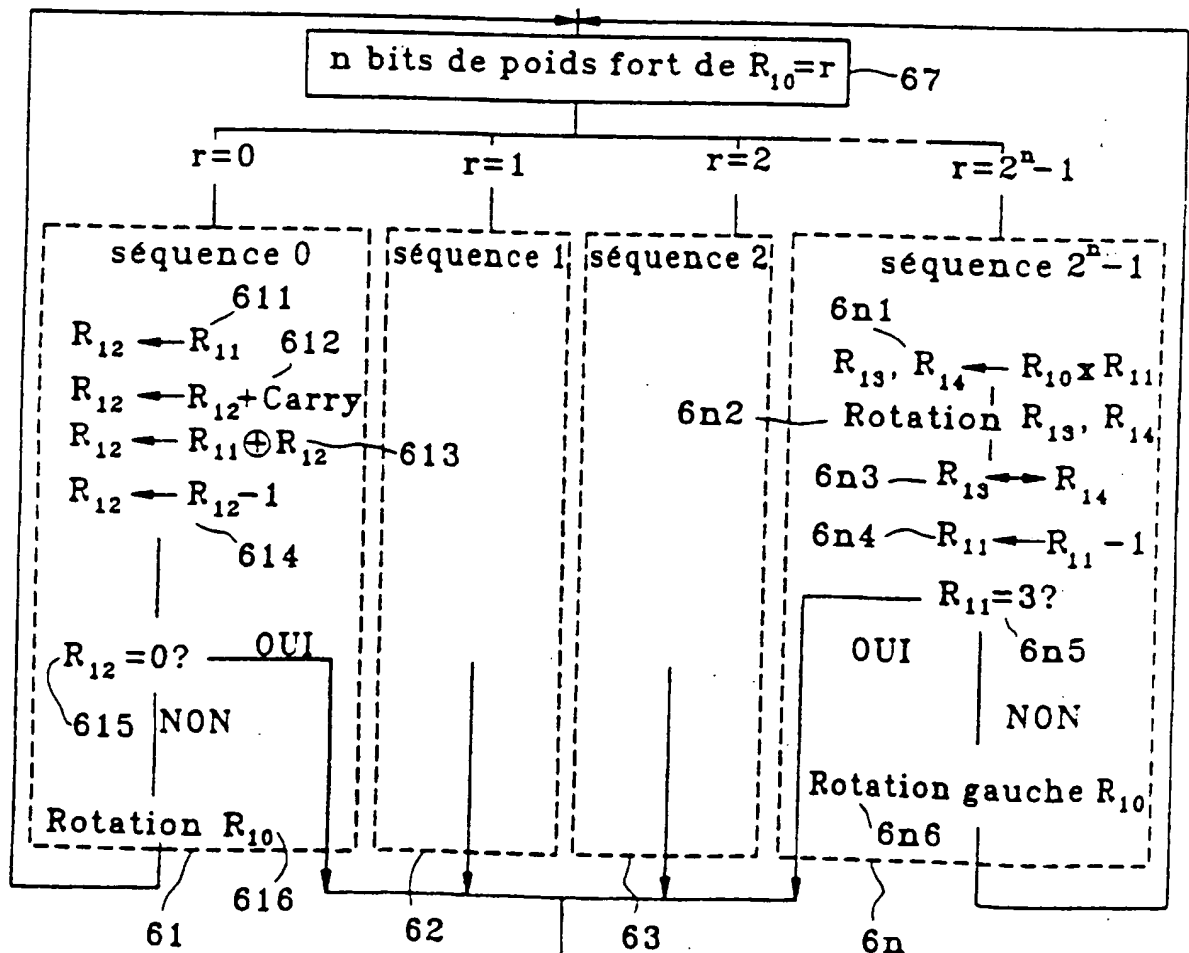 n bits de poids fort de R₁₀=r
67
r=0
r=1
r=2
r=2ⁿ-1
séquence 0
séquence 1
séquence 2
séquence 2ⁿ-1
611
R₁₂ ← R₁₁
612
R₁₂ ← R₁₂+Carry
R₁₂ ← R₁₁⊕R₁₂
613
R₁₂ ← R₁₂-1
614
R₁₂=0?
OUI
615
NON
Rotation R₁₀
616
61
62
63
6n1
R₁₃, R₁₄ ← R₁₀xR₁₁
6n2
Rotation R₁₃, R₁₄
6n3
R₁₃ ↔ R₁₄
6n4
R₁₁ ← R₁₁-1
R₁₁=3?
OUI
6n5
NON
Rotation gauche R₁₀
6n6
6n